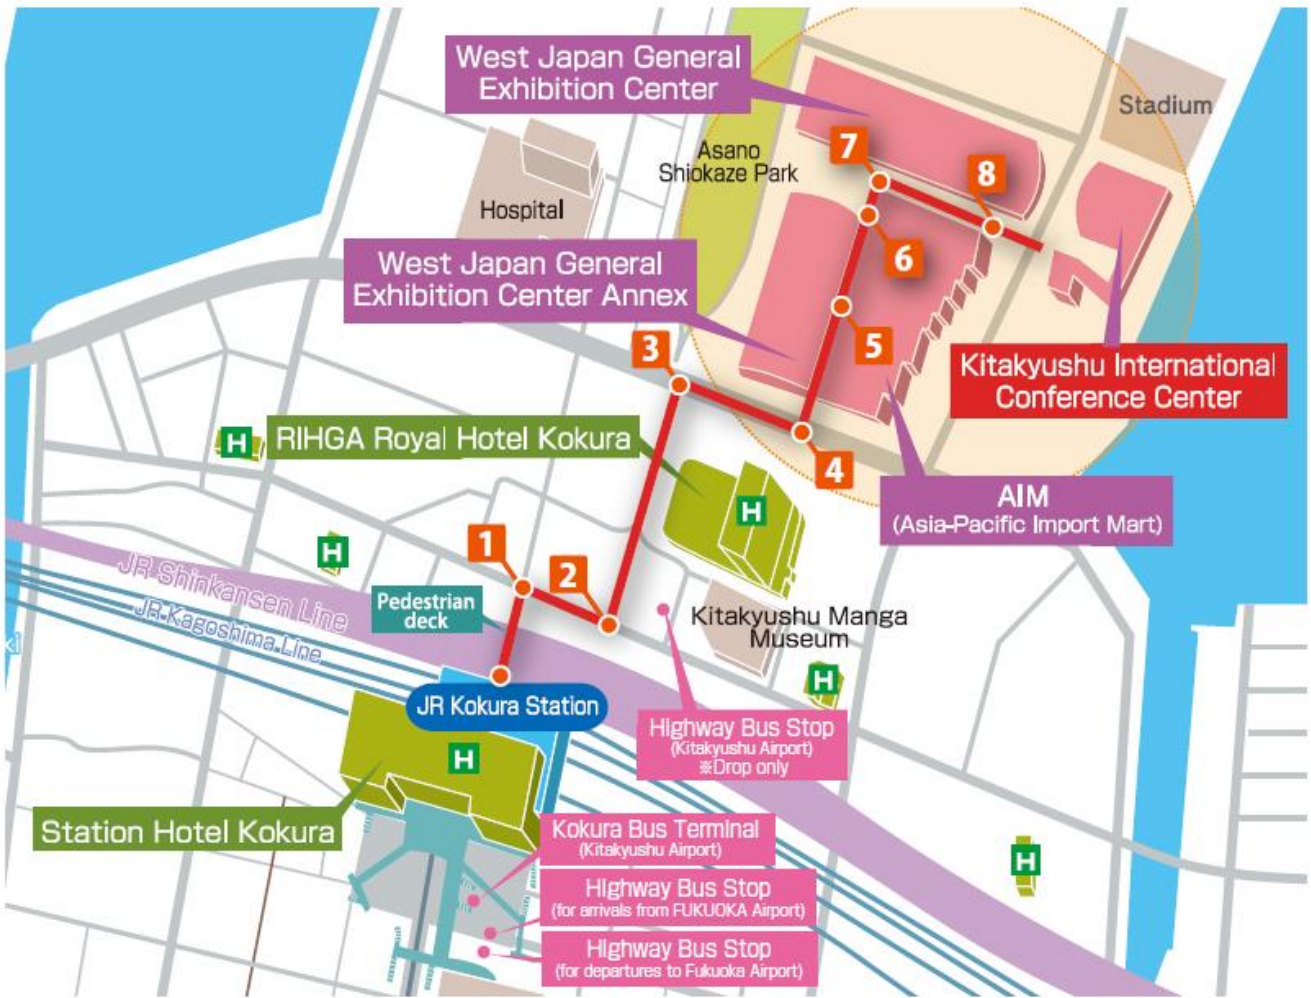 West Japan General
Exhibition Center
Stadium
Asano
Shiokaze Park
7
8
Hospital
6
West Japan General
Exhibition Center Annex
5
3
Kitakyushu International
Conference Center
H
RIHGA Royal Hotel Kokura
4
AIM
(Asia-Pacific Import Mart)
H
1
H
2
JR Shinkansen Line
JR Kagoshima Line
Pedestrian
deck
Kitakyushu Manga
Museum
ki
H
JR Kokura Station
Highway Bus Stop
(Kitakyushu Airport)
※Drop only
H
Station Hotel Kokura
Kokura Bus Terminal
(Kitakyushu Airport)
H
Highway Bus Stop
(for arrivals from FUKUOKA Airport)
Highway Bus Stop
(for departures to Fukuoka Airport)